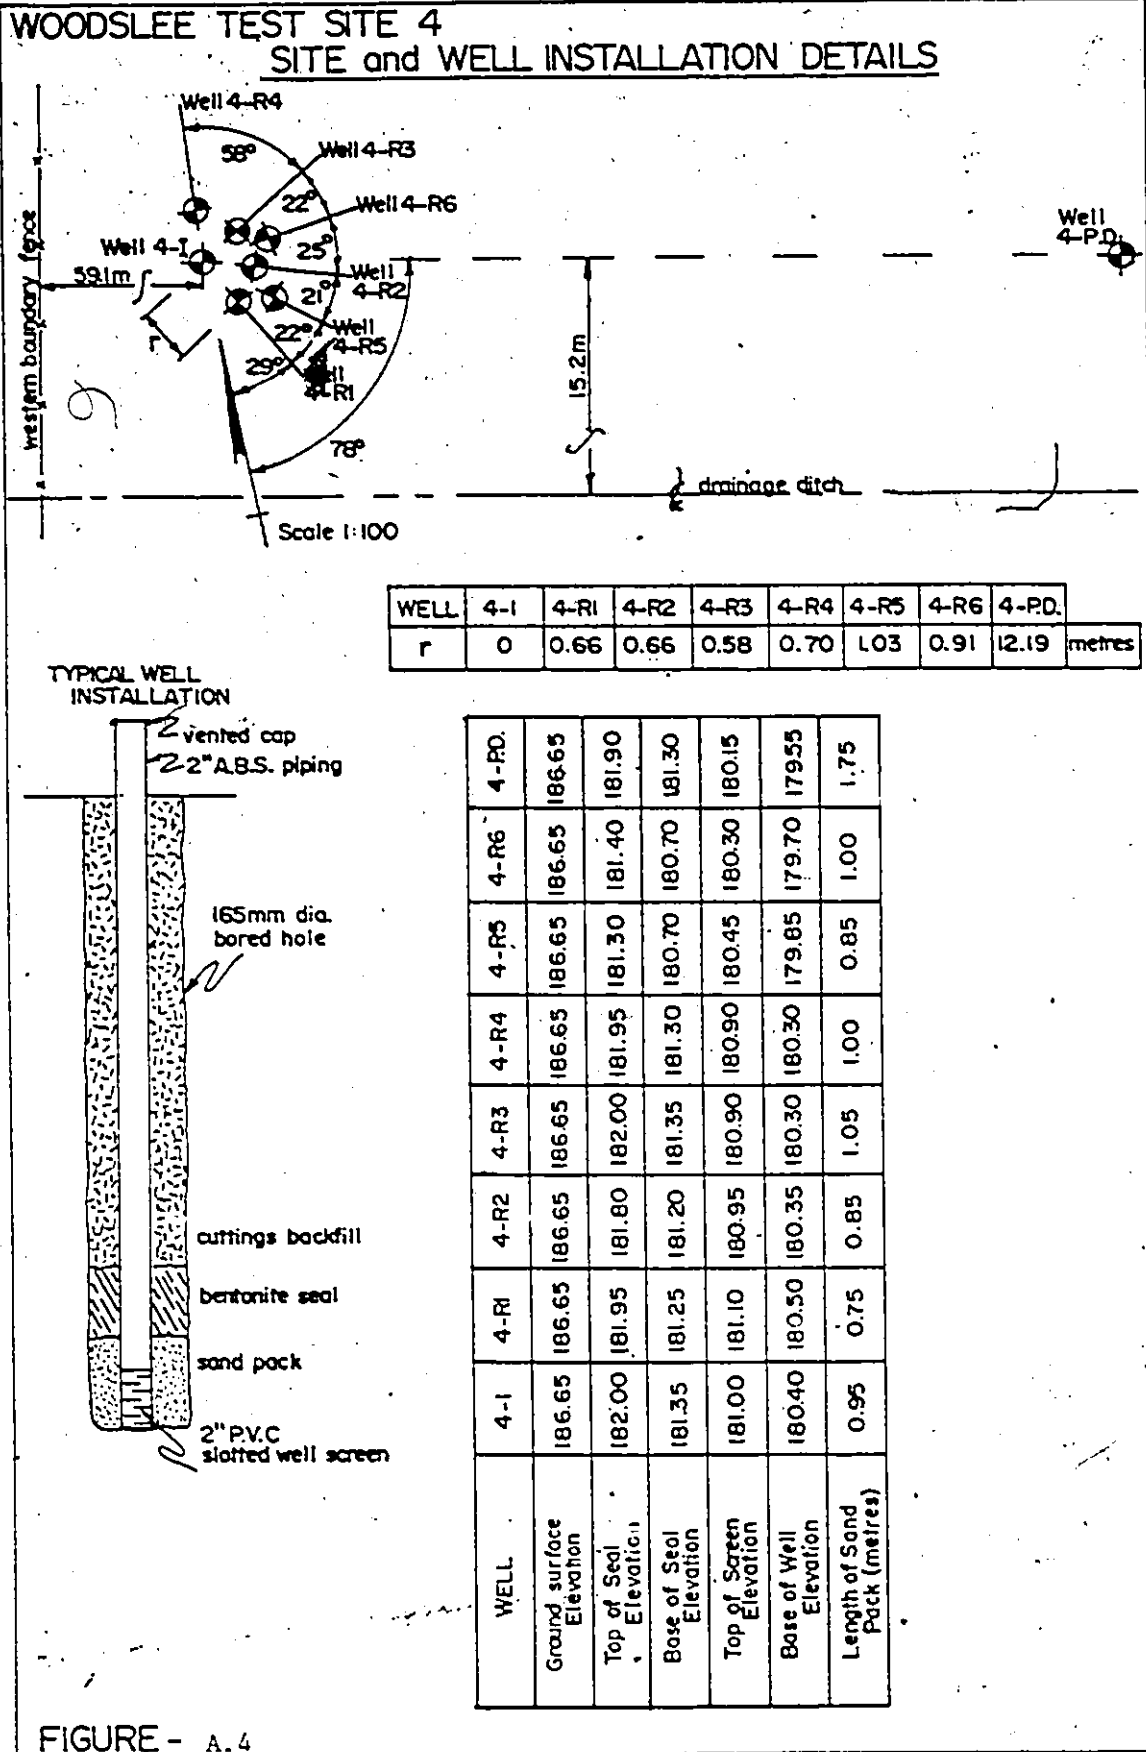 WOODSLEE TEST SITE 4
SITE and WELL INSTALLATION DETAILS
Well 4-R4
58°
Well 4-R3
22°
Well 4-R6
Well 4-P.D.
Well 4-I
25°
59.1m
Well 4-R2
21°
22°
Well 4-R5
r
29°
Well 4-R1
western boundary fence
15.2m
78°
drainage ditch
Scale 1:100
WELL 4-I 4-R1 4-R2 4-R3 4-R4 4-R5 4-R6 4-P.D.
r 0 0.66 0.66 0.58 0.70 1.03 0.91 12.19 metres
TYPICAL WELL
INSTALLATION
vented cap
2" A.B.S. piping
165mm dia.
bored hole
cuttings backfill
bentonite seal
sand pack
2" P.V.C
slotted well screen
WELL 4-I 4-R1 4-R2 4-R3 4-R4 4-R5 4-R6 4-P.D.
Ground surface Elevation 186.65 186.65 186.65 186.65 186.65 186.65 186.65 186.65
Top of Seal Elevation 182.00 181.95 181.80 182.00 181.95 181.30 181.40 181.90
Base of Seal Elevation 181.35 181.25 181.20 181.35 181.30 180.70 180.70 181.30
Top of Screen Elevation 181.00 181.10 180.95 180.90 180.90 180.45 180.30 180.15
Base of Well Elevation 180.40 180.50 180.35 180.30 180.30 179.85 179.70 179.55
Length of Sand Pack (metres) 0.95 0.75 0.85 1.05 1.00 0.85 1.00 1.75
FIGURE - A.4